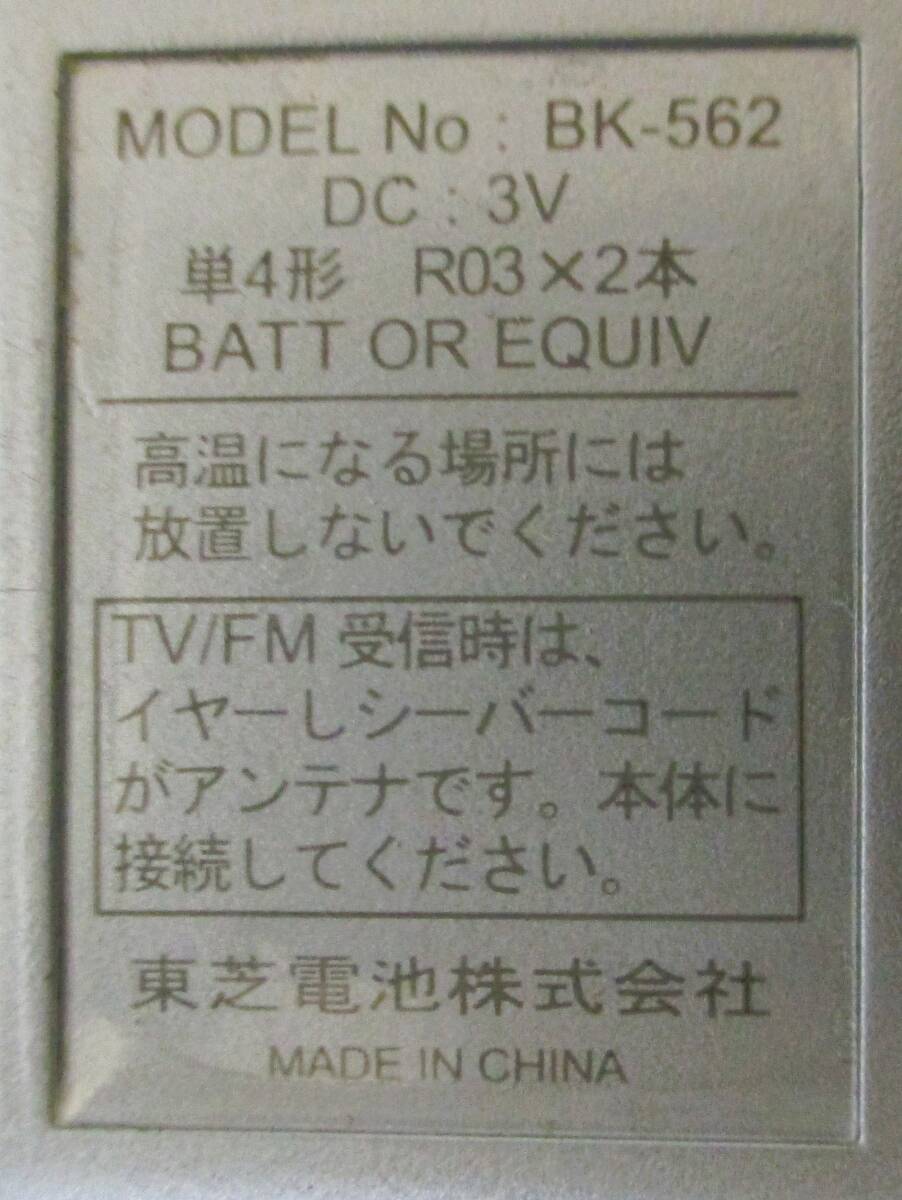 MODEL No : BK-562
DC : 3V
単4形 R03×2本
BATT OR EQUIV
高温になる場所には
放置しないでください。
TV/FM 受信時は、
イヤーレシーバーコード
がアンテナです。本体に
接続してください。
東芝電池株式会社
MADE IN CHINA